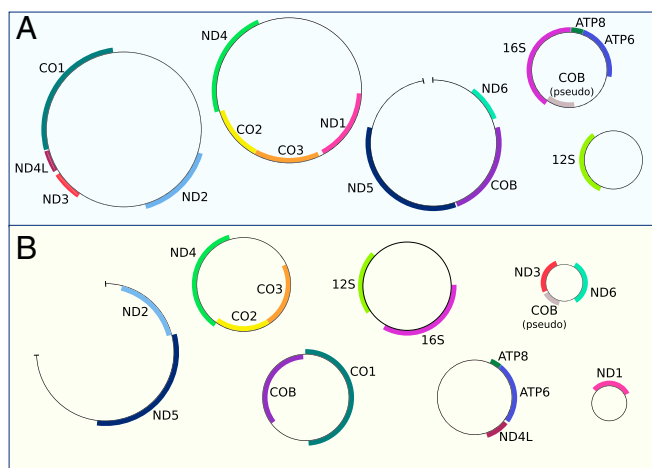 A
CO1
ND4L
ND3
ND2
ND4
CO2
CO3
ND1
ND5
ND6
COB
16S
ATP8
ATP6
COB
(pseudo)
12S
B
ND2
ND5
ND4
CO2
CO3
COB
CO1
12S
16S
ATP8
ATP6
ND4L
ND3
ND6
COB
(pseudo)
ND1